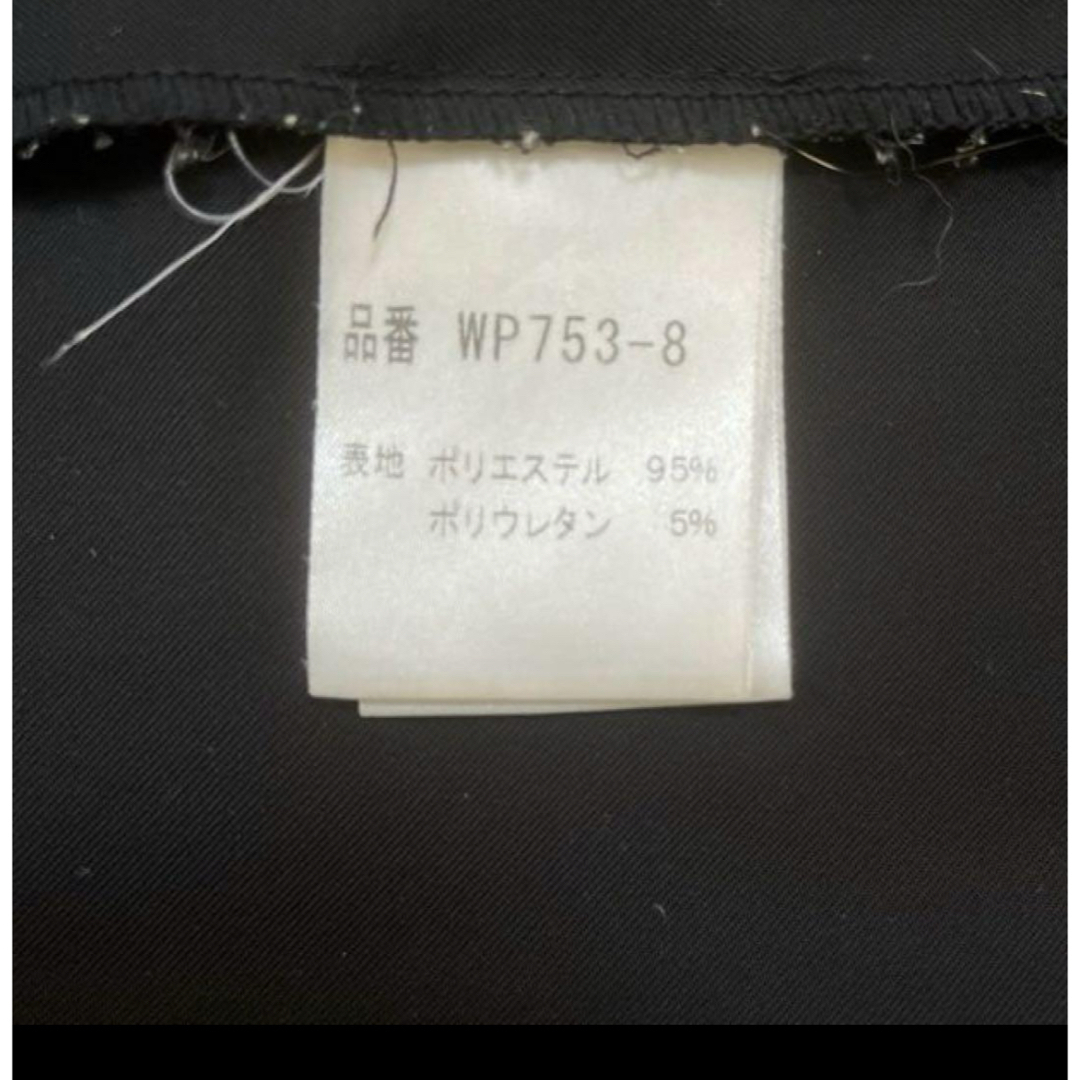 品番 WP753-8
表地 ポリエステル 95%
ポリウレタン 5%